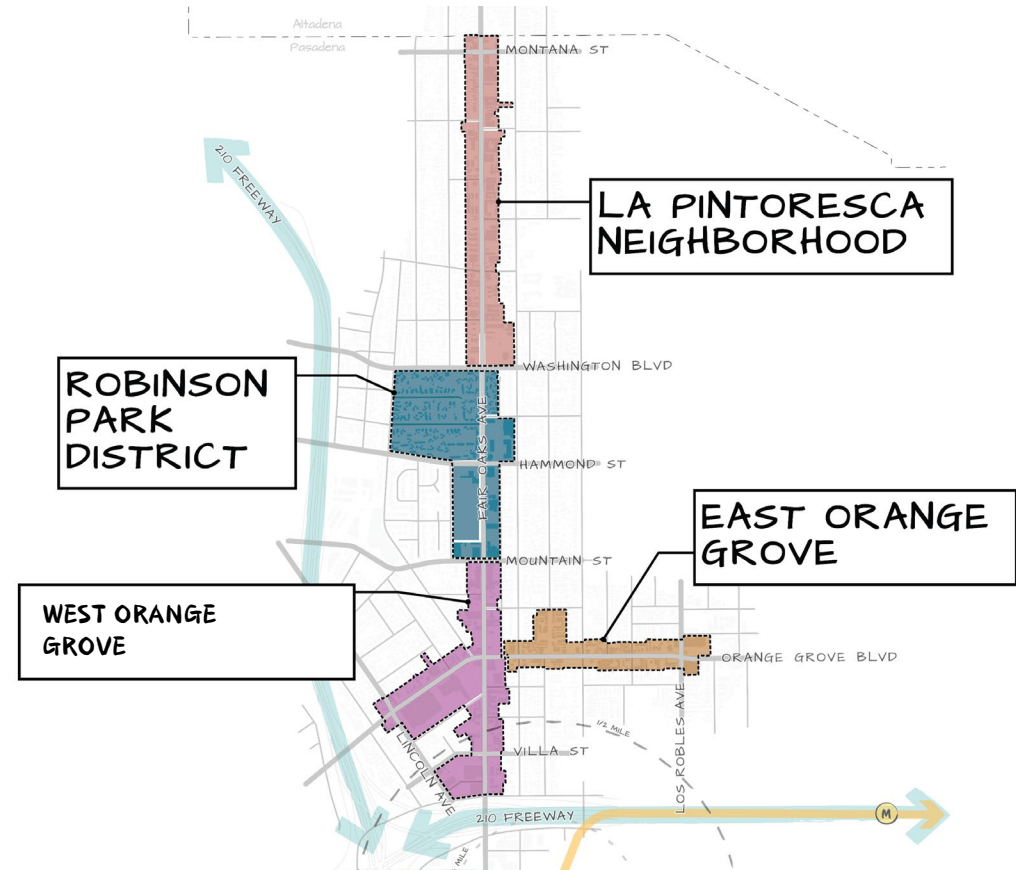 Altadena
Pasadena
MONTANA ST
210 FREEWAY
LA PINTORESCA
NEIGHBORHOOD
WASHINGTON BLVD
ROBINSON
PARK
DISTRICT
FAIR OAKS AVE
HAMMOND ST
EAST ORANGE
GROVE
MOUNTAIN ST
WEST ORANGE
GROVE
ORANGE GROVE BLVD
LOS ROBLES AVE
1/2 MILE
LINCOLN AVE
VILLA ST
210 FREEWAY
M
MILE